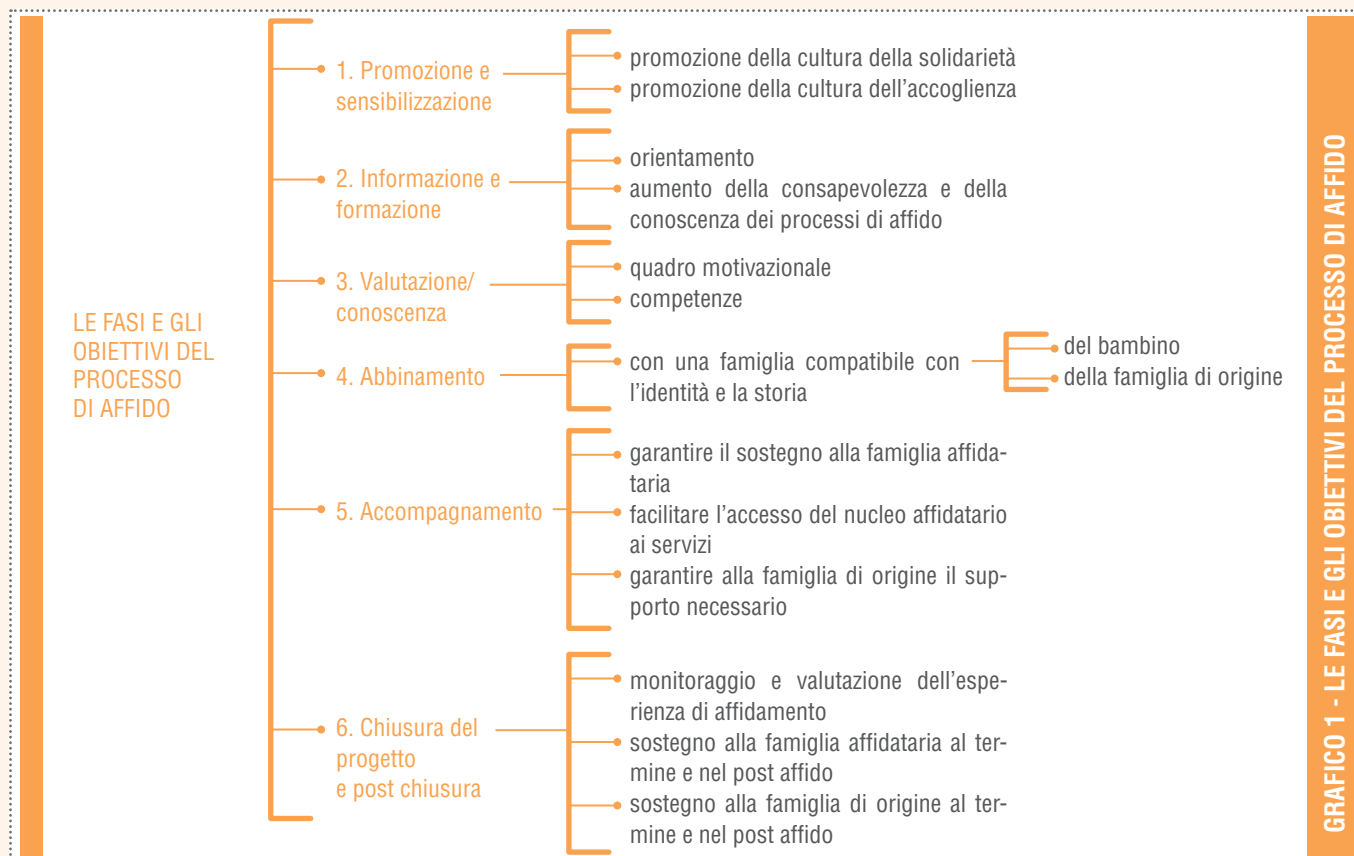 LE FASI E GLI
OBIETTIVI DEL
PROCESSO
DI AFFIDO
1. Promozione e
sensibilizzazione
promozione della cultura della solidarietà
promozione della cultura dell'accoglienza
2. Informazione e
formazione
orientamento
aumento della consapevolezza e della
conoscenza dei processi di affido
3. Valutazione/
conoscenza
quadro motivazionale
competenze
4. Abbinamento
con una famiglia compatibile con
l'identità e la storia
del bambino
della famiglia di origine
5. Accompagnamento
garantire il sostegno alla famiglia affida-
taria
facilitare l'accesso del nucleo affidatario
ai servizi
garantire alla famiglia di origine il sup-
porto necessario
6. Chiusura del
progetto
e post chiusura
monitoraggio e valutazione dell'espe-
rienza di affidamento
sostegno alla famiglia affidataria al ter-
mine e nel post affido
sostegno alla famiglia di origine al ter-
mine e nel post affido
GRAFICO 1 - LE FASI E GLI OBIETTIVI DEL PROCESSO DI AFFIDO